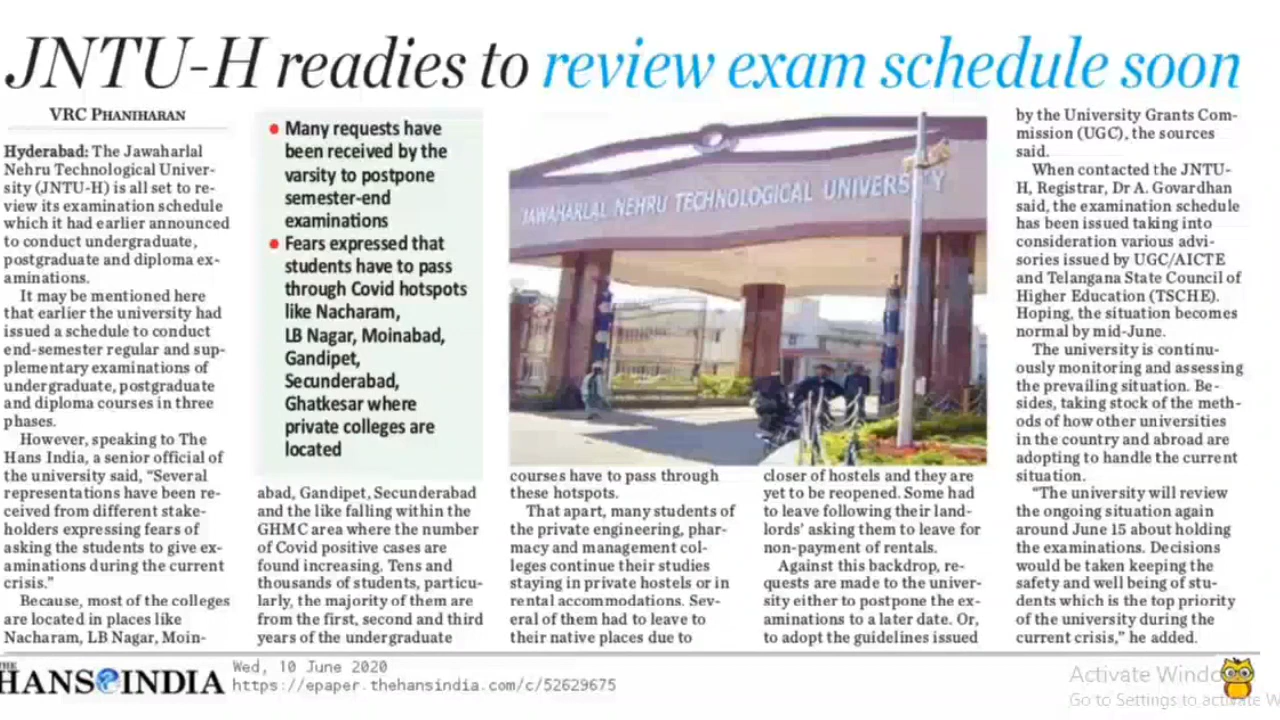 JNTU-H readies to review exam schedule soon
VRC PHANIHARAN
Hyderabad: The Jawaharlal
Nehru Technological Univer-
sity (JNTU-H) is all set to re-
view its examination schedule
which it had earlier announced
to conduct undergraduate,
postgraduate and diploma ex-
aminations.
It may be mentioned here
that earlier the university had
issued a schedule to conduct
end-semester regular and sup-
plementary examinations of
undergraduate, postgraduate
and diploma courses in three
phases.
However, speaking to The
Hans India, a senior official of
the university said, “Several
representations have been re-
ceived from different stake-
holders expressing fears of
asking the students to give ex-
aminations during the current
crisis.”
Because, most of the colleges
are located in places like
Nacharam, LB Nagar, Moin-
Many requests have
been received by the
varsity to postpone
semester-end
examinations
Fears expressed that
students have to pass
through Covid hotspots
like Nacharam,
LB Nagar, Moinabad,
Gandipet,
Secunderabad,
Ghatkesar where
private colleges are
located
abad, Gandipet, Secunderabad
and the like falling within the
GHMC area where the number
of Covid positive cases are
found increasing. Tens and
thousands of students, particu-
larly, the majority of them are
from the first, second and third
years of the undergraduate
JAWAHARLAL NEHRU TECHNOLOGICAL UNIVERSITY
courses have to pass through
these hotspots.
That apart, many students of
the private engineering, phar-
macy and management col-
leges continue their studies
staying in private hostels or in
rental accommodations. Sev-
eral of them had to leave to
their native places due to
closer of hostels and they are
yet to be reopened. Some had
to leave following their land-
lords’ asking them to leave for
non-payment of rentals.
Against this backdrop, re-
quests are made to the univer-
sity either to postpone the ex-
aminations to a later date. Or,
to adopt the guidelines issued
by the University Grants Com-
mission (UGC), the sources
said.
When contacted the JNTU-
H, Registrar, Dr A. Govardhan
said, the examination schedule
has been issued taking into
consideration various advi-
sories issued by UGC/AICTE
and Telangana State Council of
Higher Education (TSCHE).
Hoping, the situation becomes
normal by mid-June.
The university is continu-
ously monitoring and assessing
the prevailing situation. Be-
sides, taking stock of the meth-
ods of how other universities
in the country and abroad are
adopting to handle the current
situation.
“The university will review
the ongoing situation again
around June 15 about holding
the examinations. Decisions
would be taken keeping the
safety and well being of stu-
dents which is the top priority
of the university during the
current crisis,” he added.
THE
HANS INDIA
Wed, 10 June 2020
https://epaper.thehansindia.com/c/52629675
Activate Windo
Go to Settings to activate W